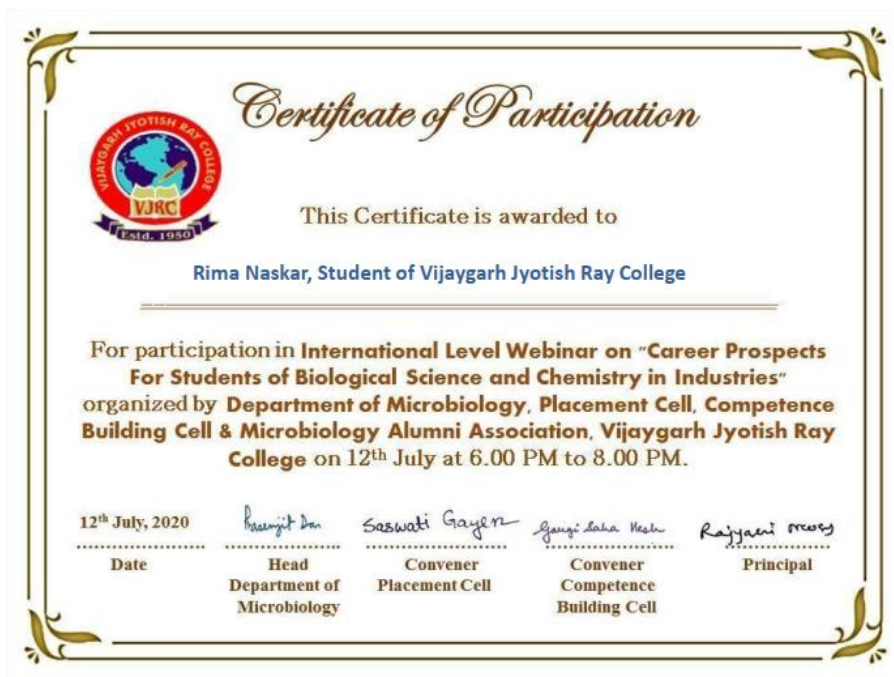 Certificate of Participation
VIJAYGARH JYOTISH RAY COLLEGE
VJRC
Estd. 1950
This Certificate is awarded to
Rima Naskar, Student of Vijaygarh Jyotish Ray College
For participation in International Level Webinar on "Career Prospects
For Students of Biological Science and Chemistry in Industries"
organized by Department of Microbiology, Placement Cell, Competence
Building Cell & Microbiology Alumni Association, Vijaygarh Jyotish Ray
College on 12th July at 6.00 PM to 8.00 PM.
12th July, 2020
Saswati Gayen
Date
Head
Department of
Microbiology
Convener
Placement Cell
Convener
Competence
Building Cell
Principal